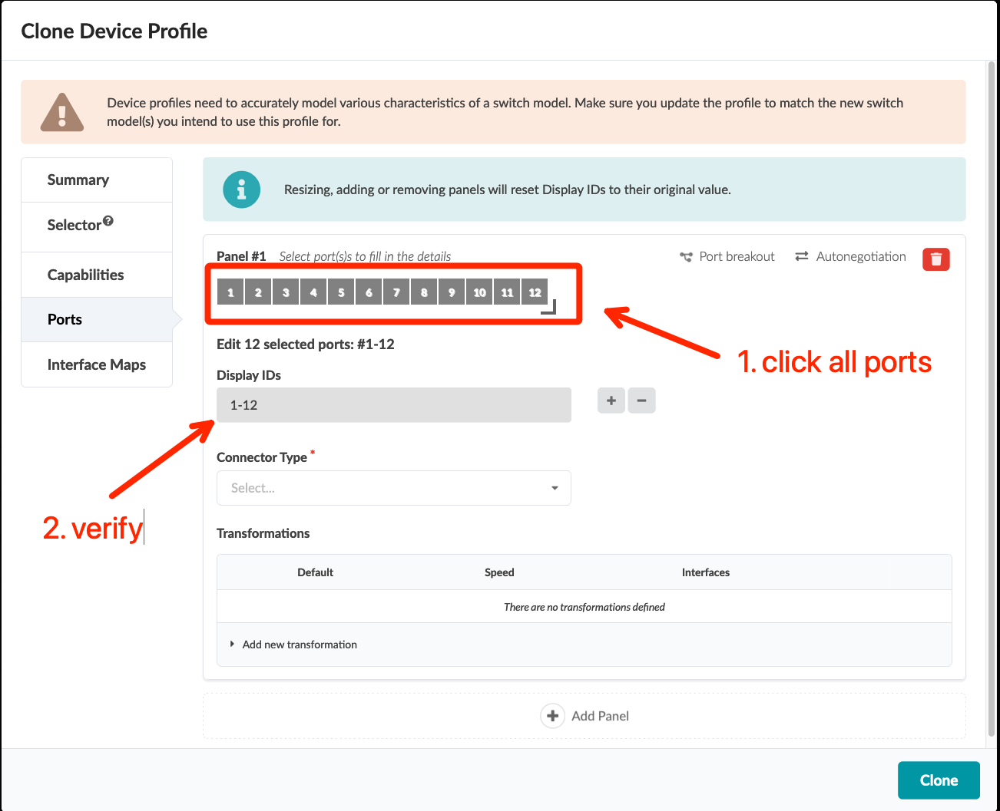 Clone Device Profile
Device profiles need to accurately model various characteristics of a switch model. Make sure you update the profile to match the new switch
model(s) you intend to use this profile for.
Summary
Selector
Capabilities
Ports
Interface Maps
Resizing, adding or removing panels will reset Display IDs to their original value.
Panel #1 Select port(s)s to fill in the details Port breakout Autonegotiation
1 2 3 4 5 6 7 8 9 10 11 12
1. click all ports
Edit 12 selected ports: #1-12
Display IDs
1-12
2. verify
Connector Type *
Select...
Transformations
Default Speed Interfaces
There are no transformations defined
Add new transformation
Add Panel
Clone